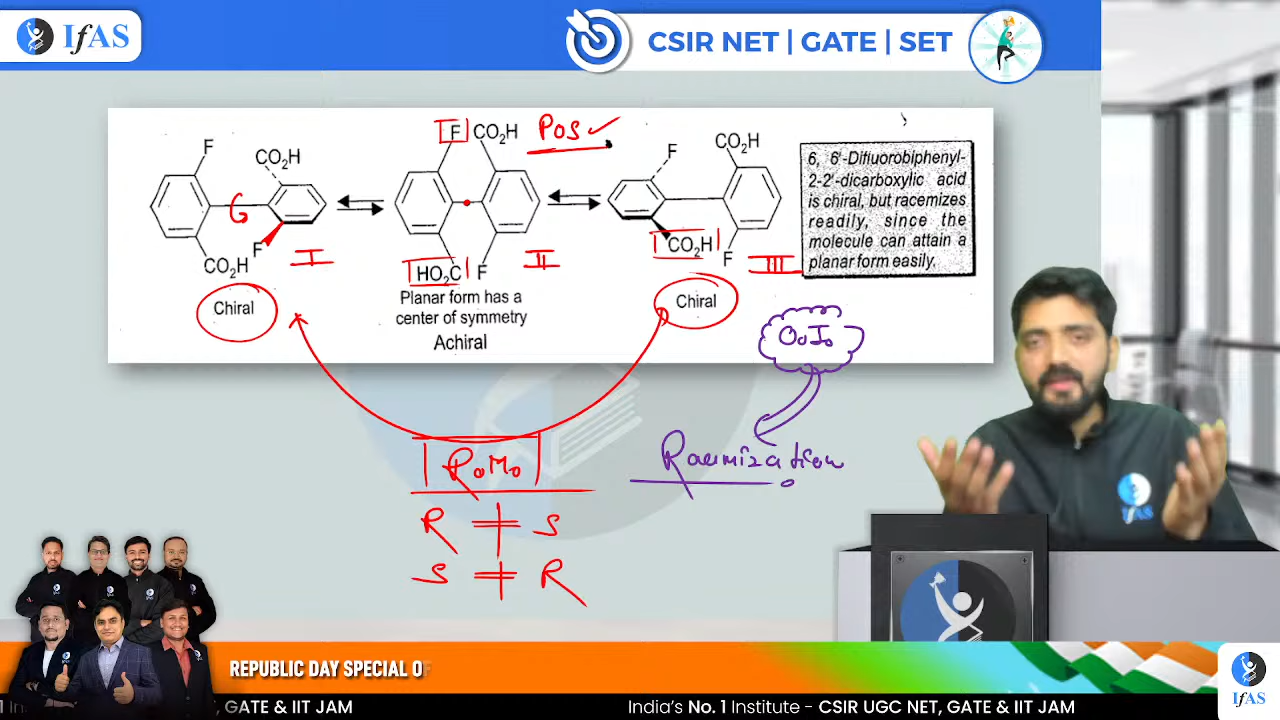 IfAS
CSIR NET | GATE | SET
F
CO₂H
G
F
CO₂H
I
Chiral
F CO₂H
POS ✓
HO₂C F
II
Planar form has a
center of symmetry
Achiral
F
CO₂H
CO₂H
F
III
Chiral
6, 6'-Difluorobiphenyl-
2-2'-dicarboxylic acid
is chiral, but racemizes
readily, since the
molecule can attain a
planar form easily.
O.I.
Racemization
R S
S R
REPUBLIC DAY SPECIAL O
, GATE & IIT JAM
India's No. 1 Institute - CSIR UGC NET, GATE & IIT JAM
IfAS